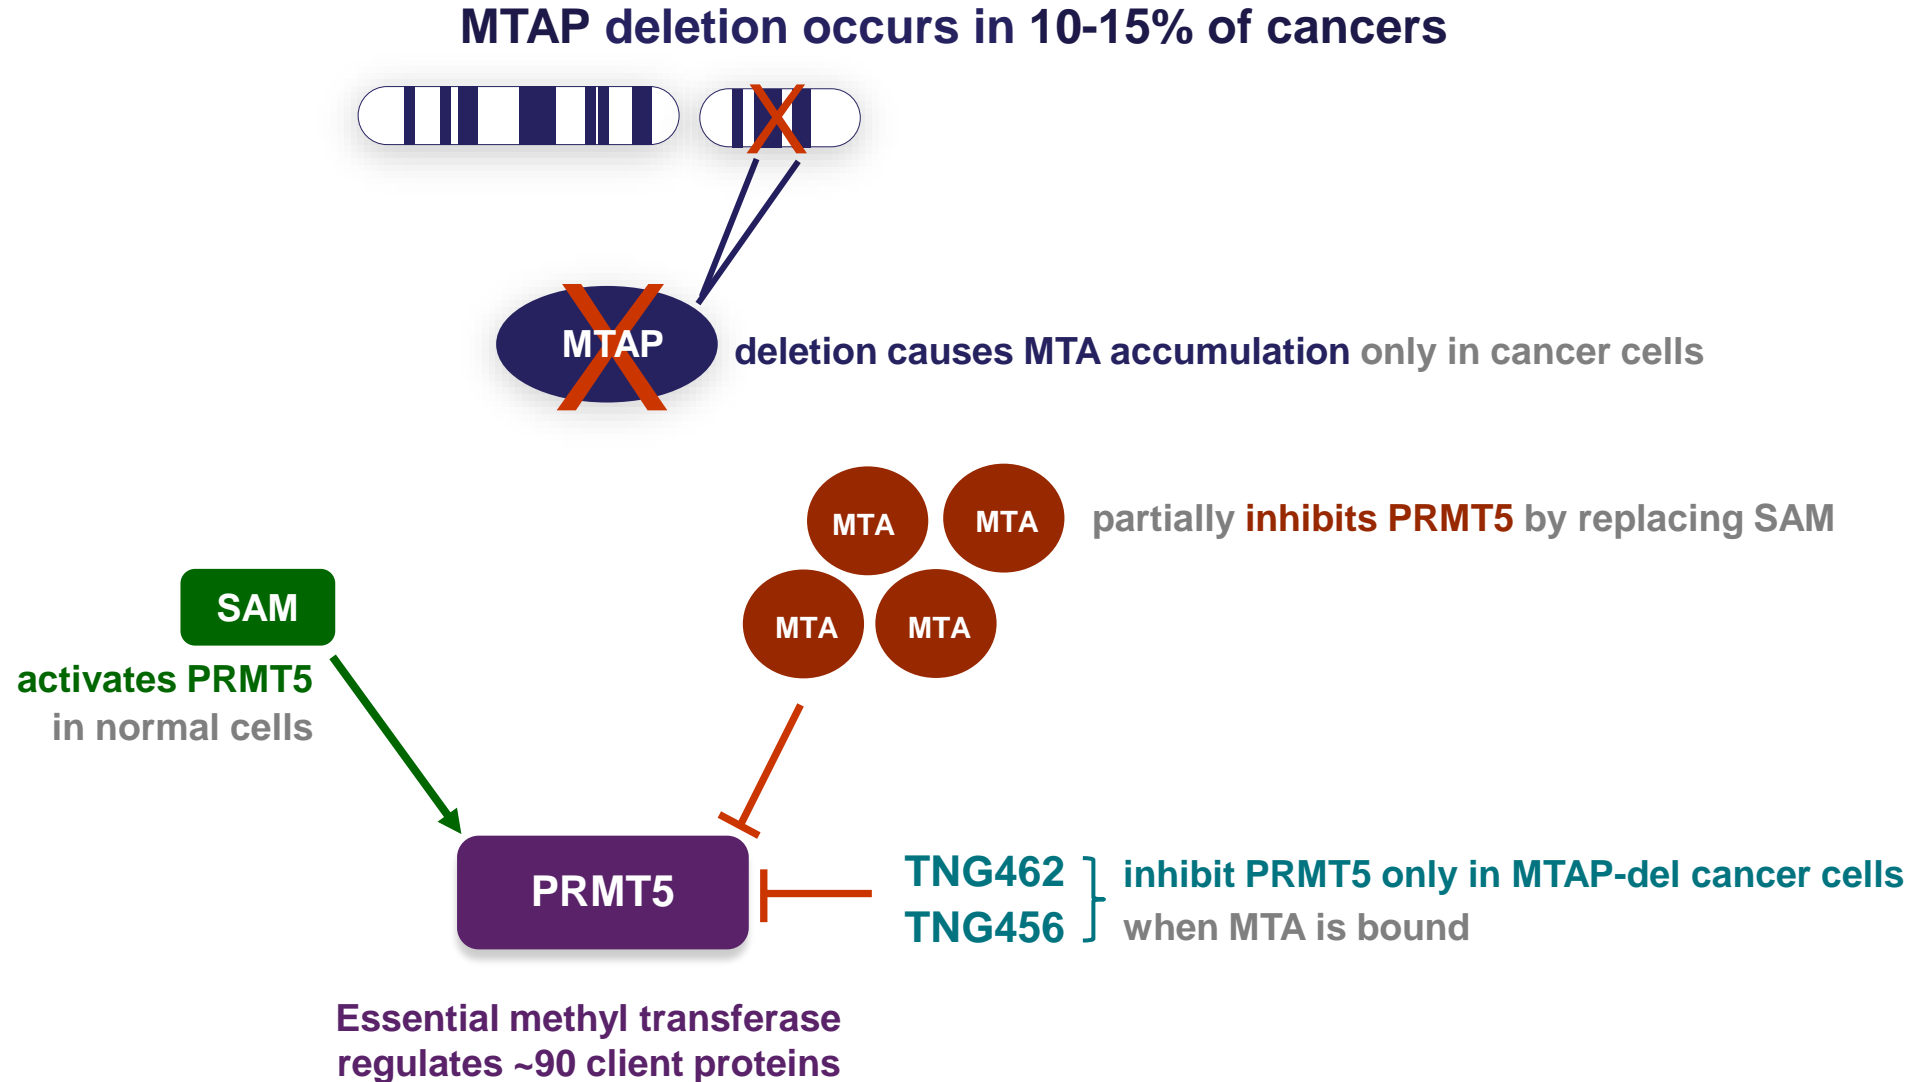 MTAP deletion occurs in 10-15% of cancers
MTAP
deletion causes MTA accumulation only in cancer cells
MTA
MTA
partially inhibits PRMT5 by replacing SAM
MTA
MTA
SAM
activates PRMT5
in normal cells
PRMT5
TNG462
TNG456
inhibit PRMT5 only in MTAP-del cancer cells
when MTA is bound
Essential methyl transferase
regulates ~90 client proteins